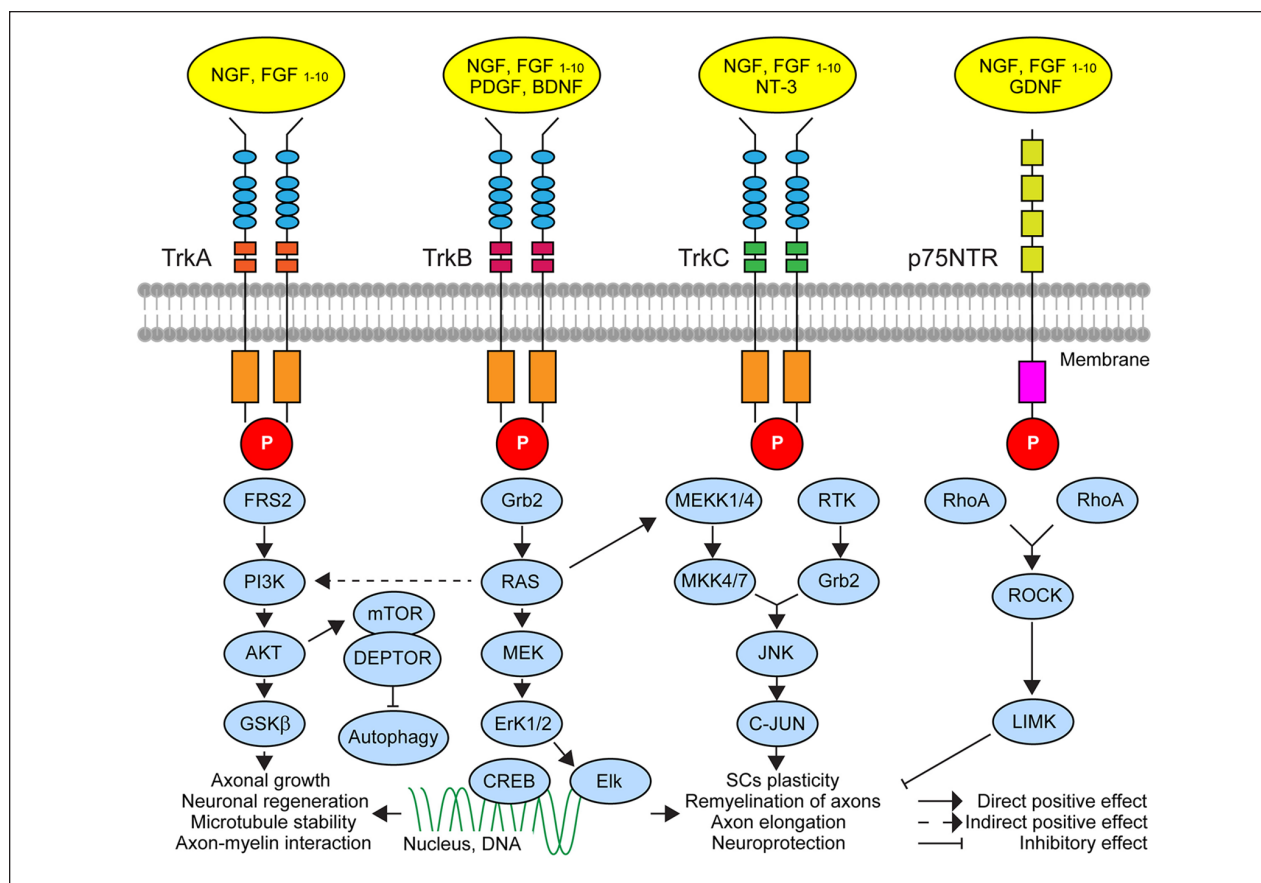 NGF, FGF 1-10
NGF, FGF 1-10
PDGF, BDNF
NGF, FGF 1-10
NT-3
NGF, FGF 1-10
GDNF
TrkA
TrkB
TrkC
p75NTR
Membrane
P
P
P
P
FRS2
Grb2
MEKK1/4
RTK
RhoA
RhoA
PI3K
RAS
MKK4/7
Grb2
ROCK
mTOR
AKT
DEPTOR
MEK
JNK
GSKβ
Autophagy
ErK1/2
C-JUN
LIMK
CREB
Elk
Axonal growth
Neuronal regeneration
Microtubule stability
Axon-myelin interaction
Nucleus, DNA
SCs plasticity
Remyelination of axons
Axon elongation
Neuroprotection
Direct positive effect
Indirect positive effect
Inhibitory effect